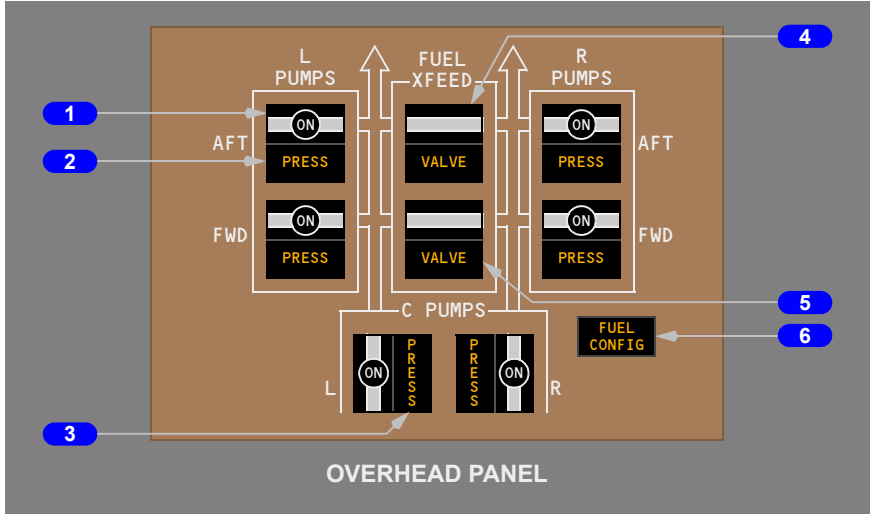 L
PUMPS
FUEL
XFEED
R
PUMPS
4
1
ON
ON
AFT
AFT
2
PRESS
VALVE
PRESS
ON
ON
FWD
FWD
PRESS
VALVE
PRESS
5
C PUMPS
FUEL
CONFIG
6
L
ON
PRESS
PRESS
ON
R
3
OVERHEAD PANEL